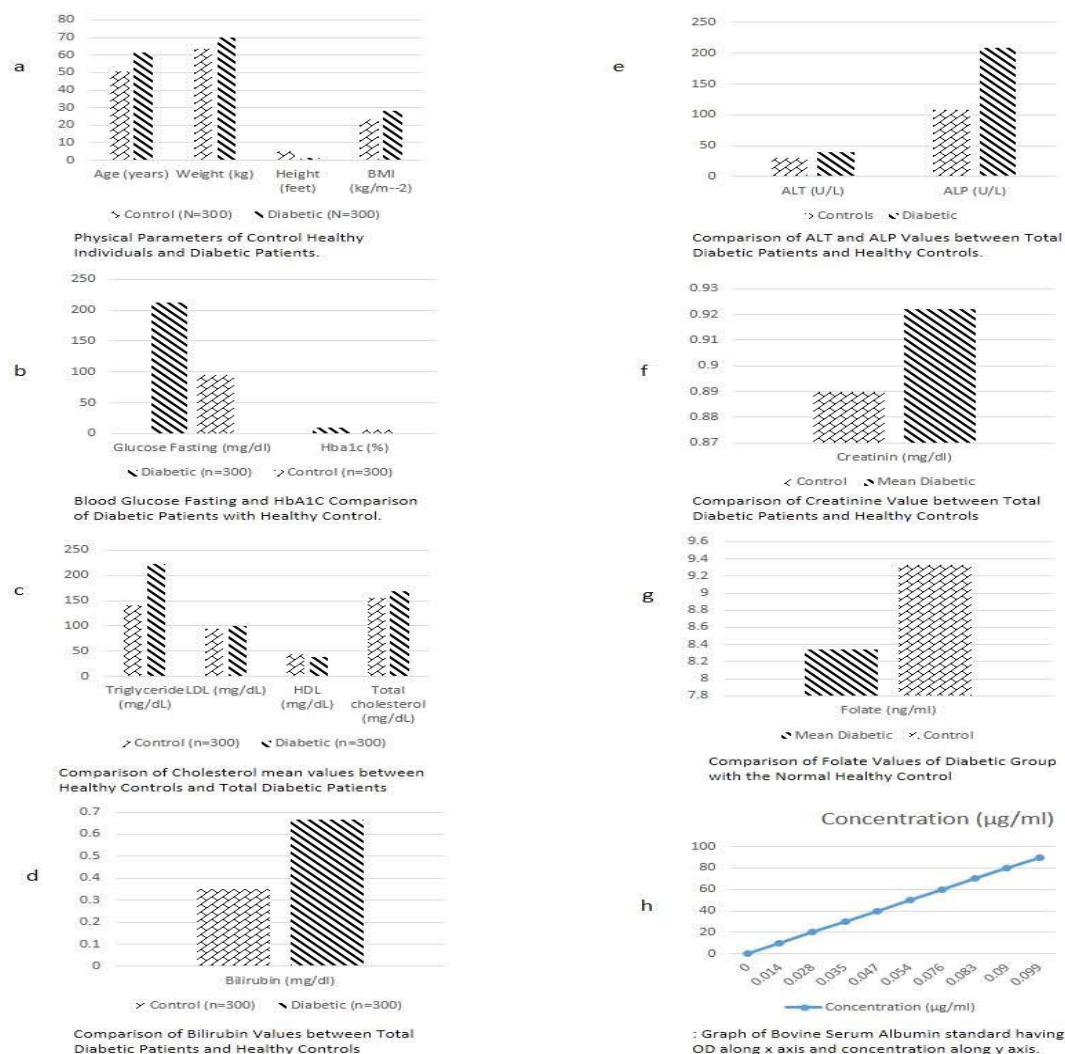 a
80
70
60
50
40
30
20
10
0
Age (years) Weight (kg) Height (feet) BMI (kg/m--2)
Control (N=300) Diabetic (N=300)
Physical Parameters of Control Healthy
Individuals and Diabetic Patients.
b
250
200
150
100
50
0
Glucose Fasting (mg/dl) Hba1c (%)
Diabetic (n=300) Control (n=300)
Blood Glucose Fasting and HbA1C Comparison
of Diabetic Patients with Healthy Control.
c
250
200
150
100
50
0
Triglyceride (mg/dL) LDL (mg/dL) HDL (mg/dL) Total cholesterol (mg/dL)
Control (n=300) Diabetic (n=300)
Comparison of Cholesterol mean values between
Healthy Controls and Total Diabetic Patients
d
0.7
0.6
0.5
0.4
0.3
0.2
0.1
0
Bilirubin (mg/dl)
Control (n=300) Diabetic (n=300)
Comparison of Bilirubin Values between Total
Diabetic Patients and Healthy Controls
e
250
200
150
100
50
0
ALT (U/L) ALP (U/L)
Controls Diabetic
Comparison of ALT and ALP Values between Total
Diabetic Patients and Healthy Controls.
f
0.93
0.92
0.91
0.9
0.89
0.88
0.87
Creatinin (mg/dl)
Control Mean Diabetic
Comparison of Creatinine Value between Total
Diabetic Patients and Healthy Controls
g
9.6
9.4
9.2
9
8.8
8.6
8.4
8.2
8
7.8
Folate (ng/ml)
Mean Diabetic Control
Comparison of Folate Values of Diabetic Group
with the Normal Healthy Control
h
Concentration (µg/ml)
100
80
60
40
20
0
0 0.014 0.028 0.035 0.047 0.054 0.076 0.083 0.09 0.099
Concentration (µg/ml)
: Graph of Bovine Serum Albumin standard having
OD along x axis and concentration along y axis.